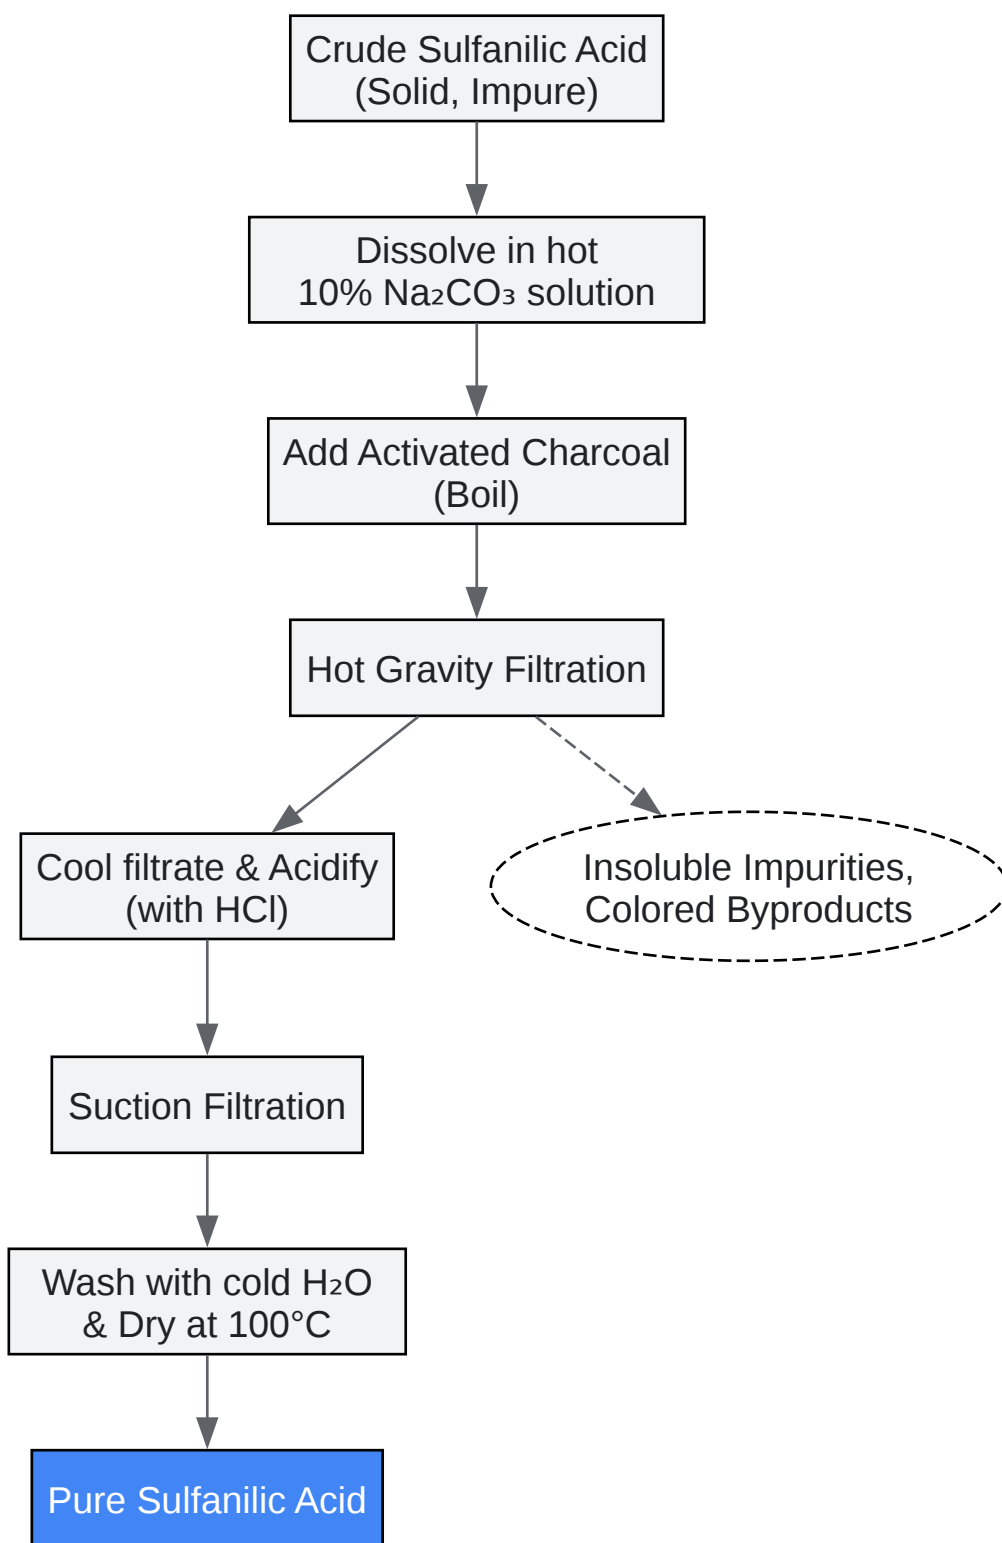 Crude Sulfanilic Acid
(Solid, Impure)
Dissolve in hot
10% Na₂CO₃ solution
Add Activated Charcoal
(Boil)
Hot Gravity Filtration
Cool filtrate & Acidify
(with HCl)
Insoluble Impurities,
Colored Byproducts
Suction Filtration
Wash with cold H₂O
& Dry at 100°C
Pure Sulfanilic Acid